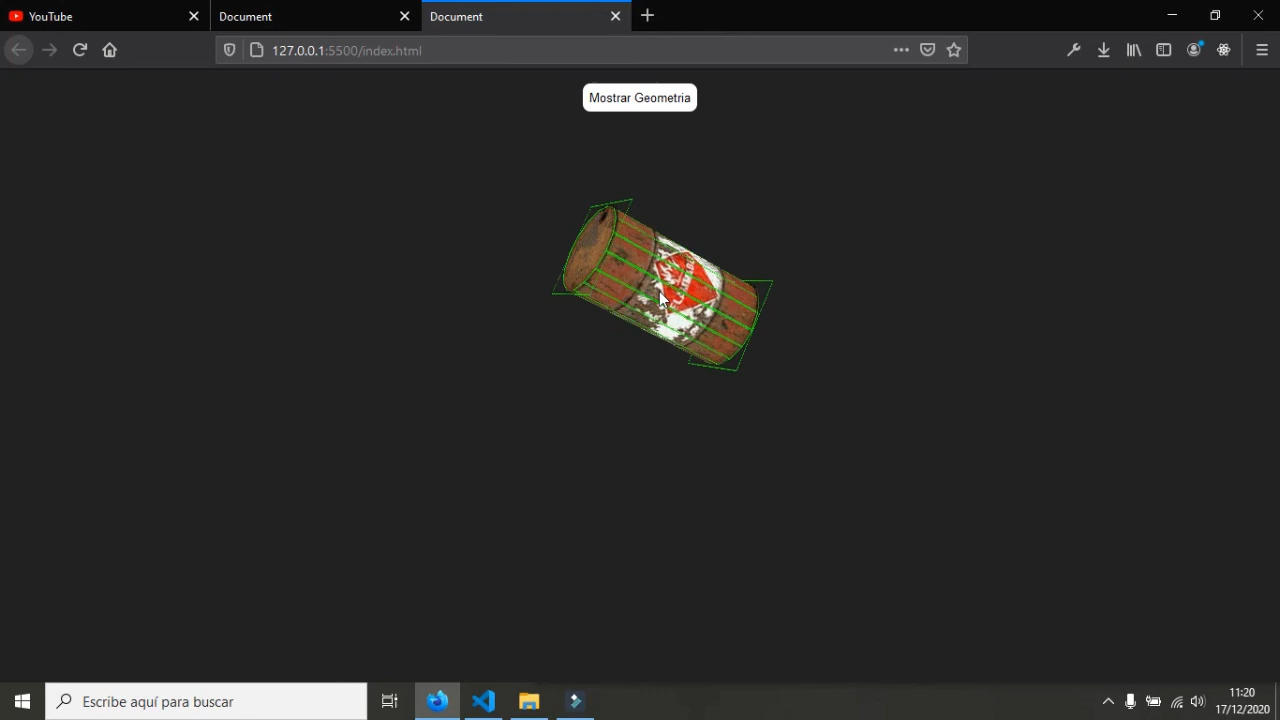 YouTube
Document
Document
127.0.0.1:5500/index.html
Mostrar Geometria
Escribe aquí para buscar
11:20
17/12/2020